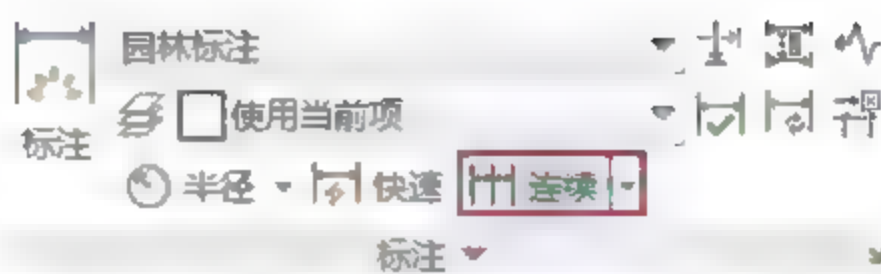 园林标注
标注
使用当前项
半径 快速 连续
标注